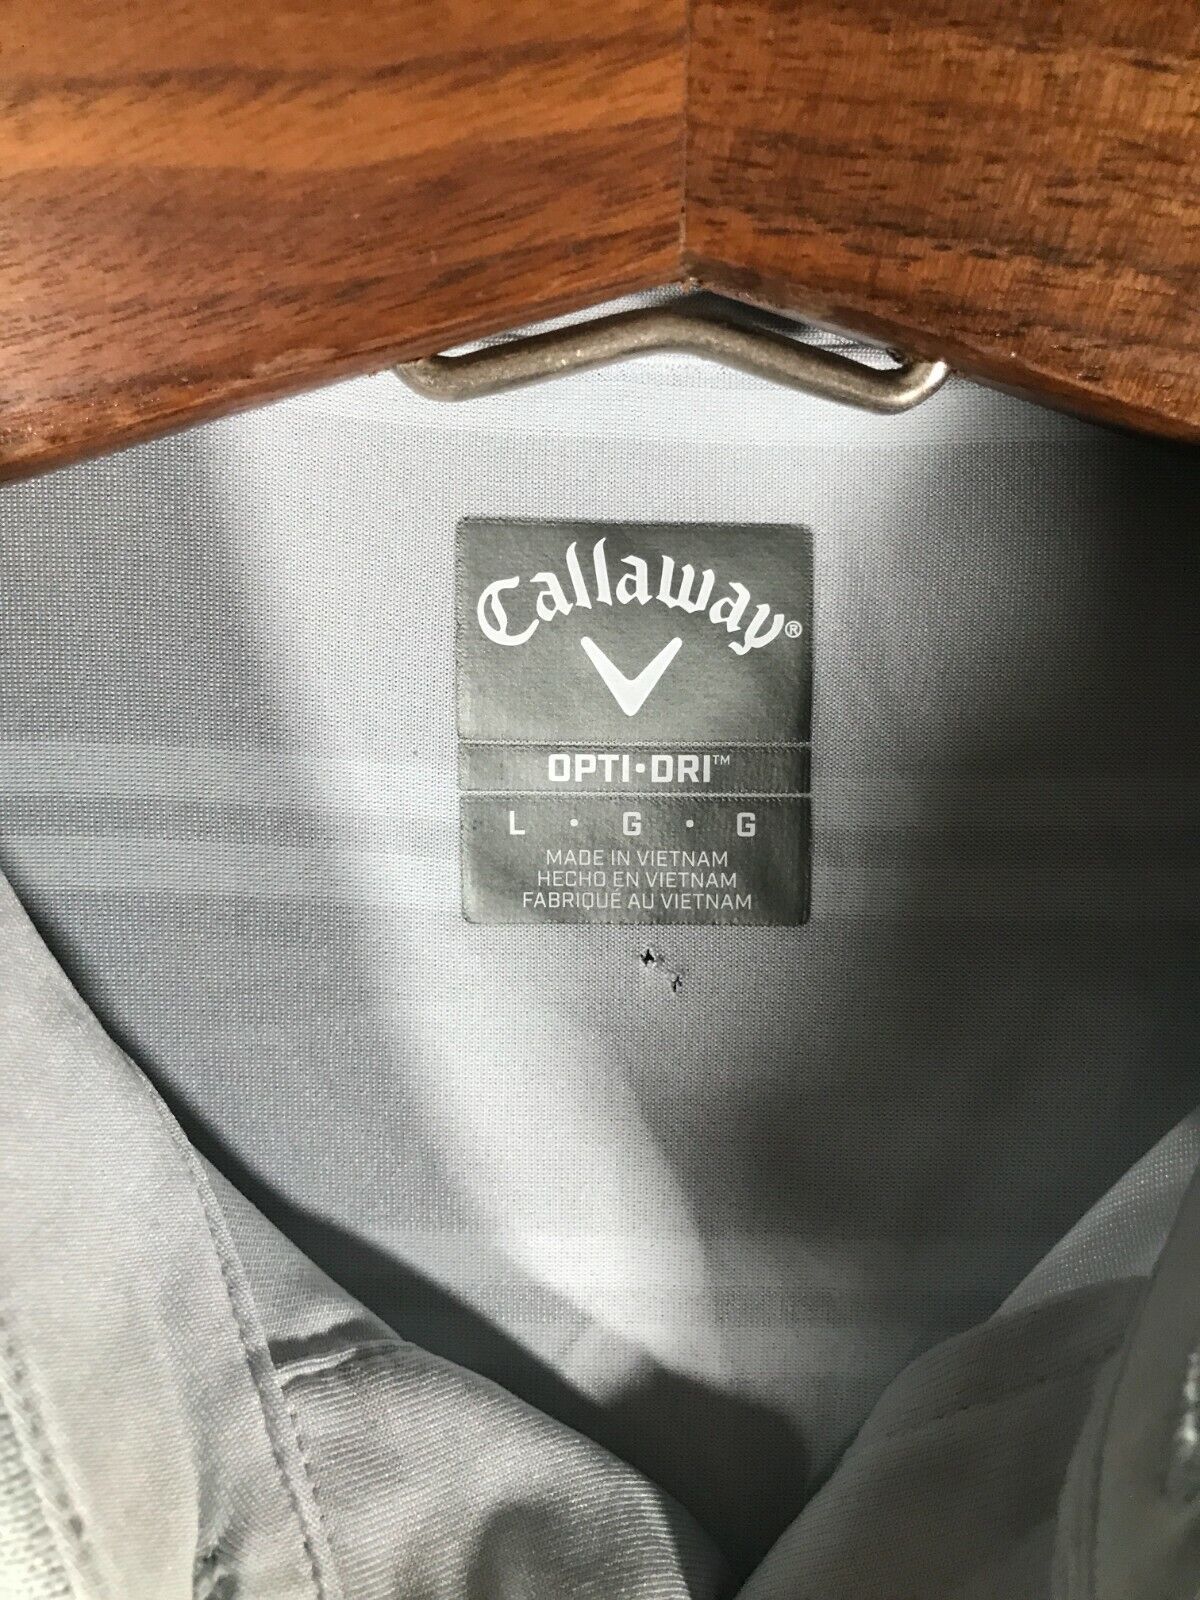 Callaway®
OPTI•DRI™
L • G • G
MADE IN VIETNAM
HECHO EN VIETNAM
FABRIQUÉ AU VIETNAM